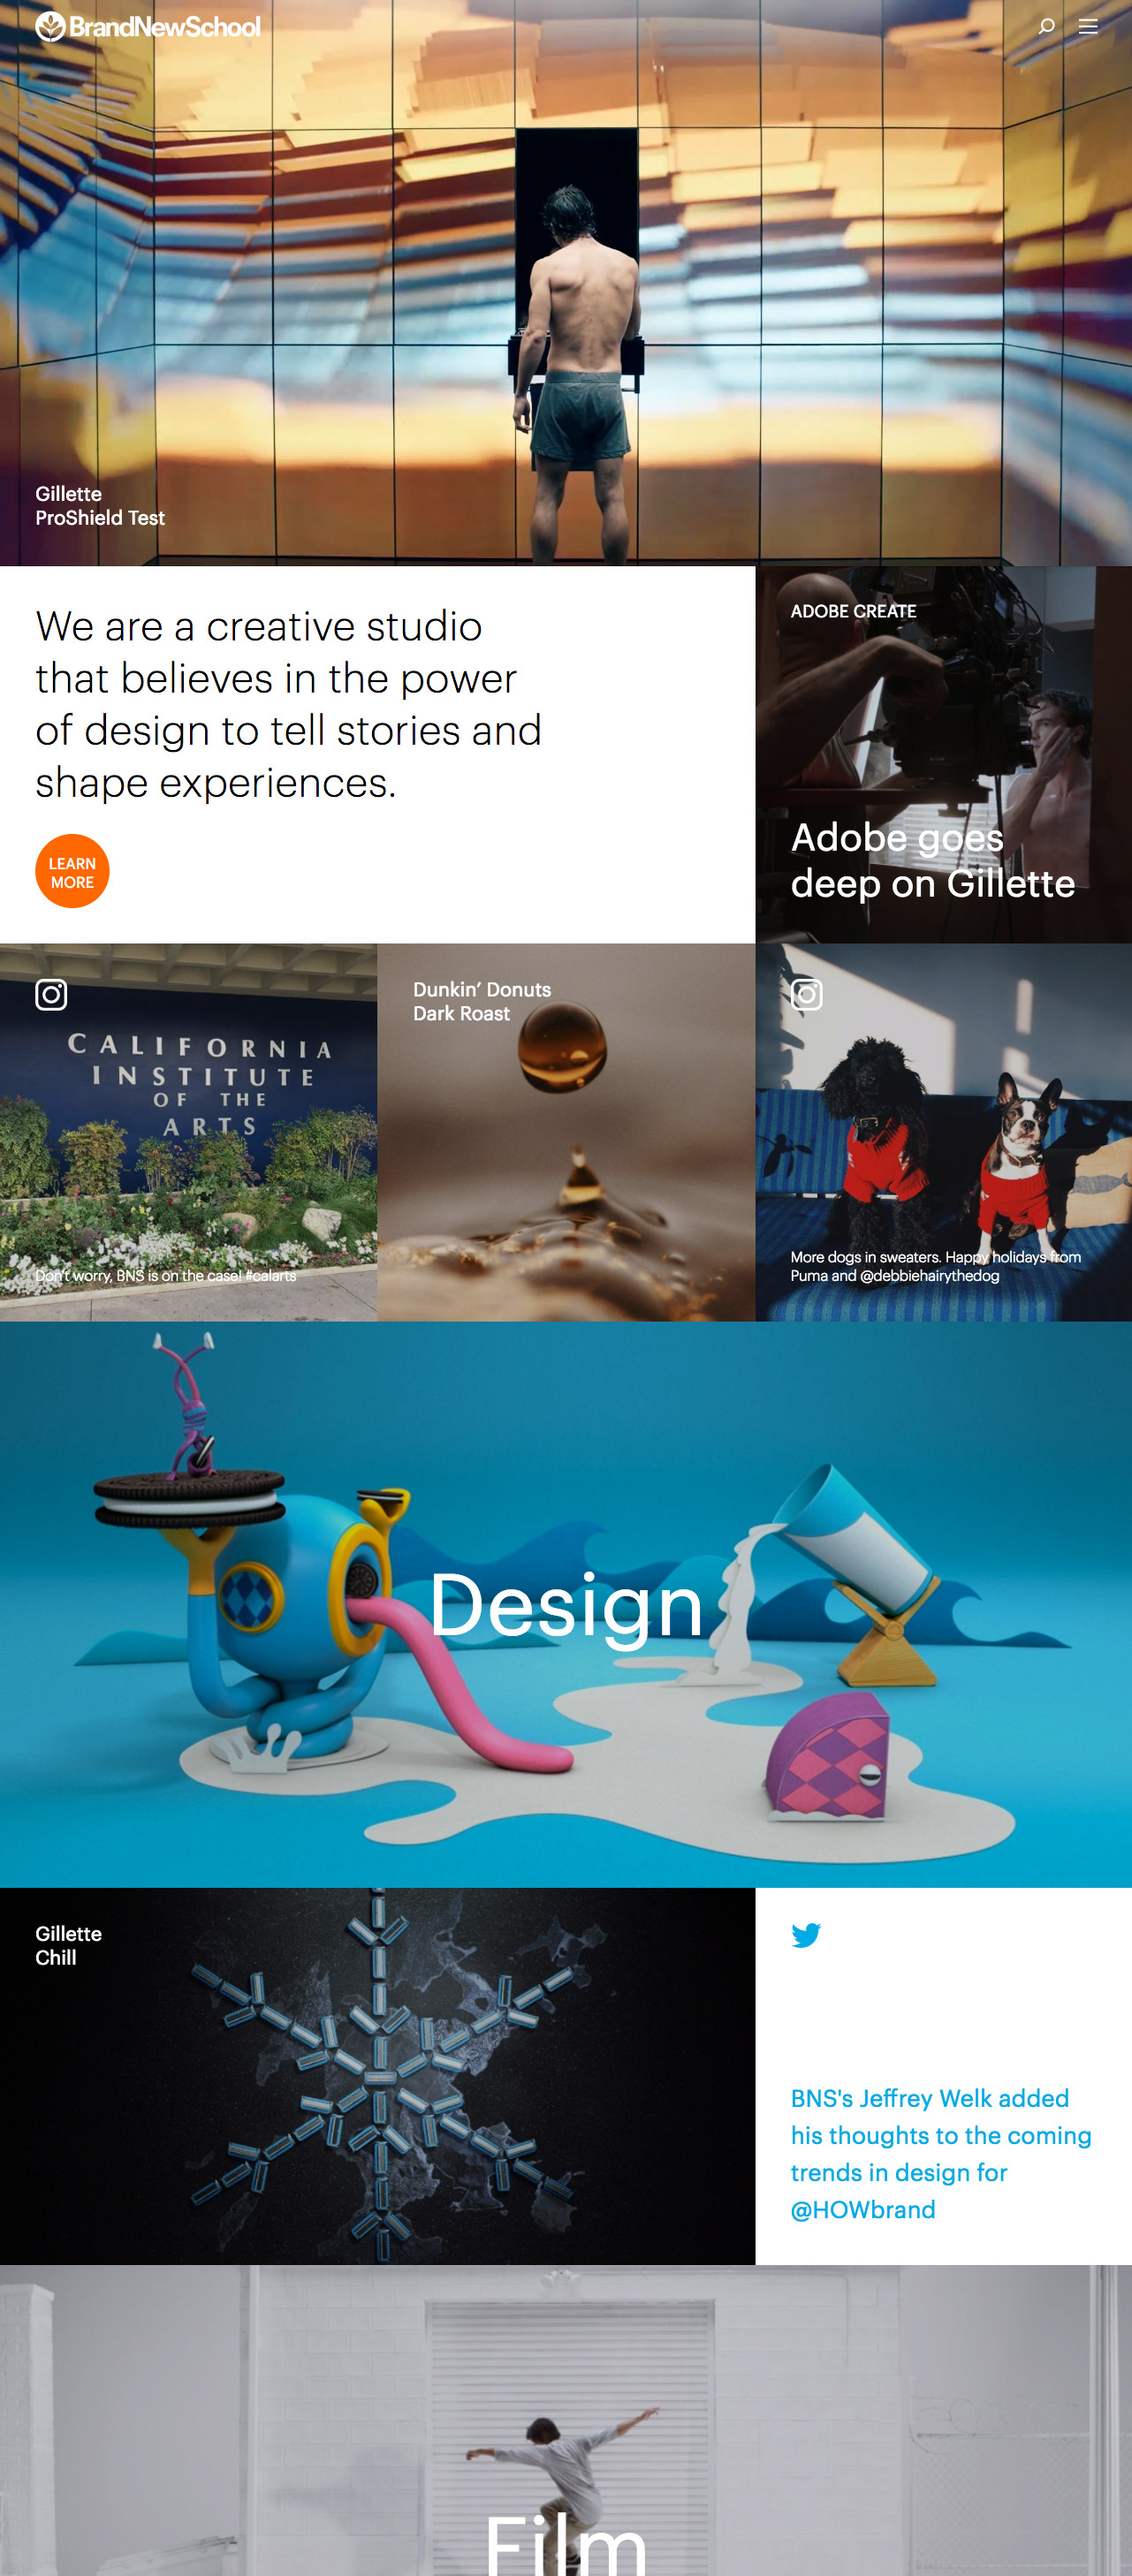 BrandNewSchool
Gillette
ProShield Test
We are a creative studio
that believes in the power
of design to tell stories and
shape experiences.
LEARN
MORE
ADOBE CREATE
Adobe goes
deep on Gillette
CALIFORNIA
INSTITUTE
OF THE
ARTS
Don't worry, BNS is on the case! #calarts
Dunkin' Donuts
Dark Roast
More dogs in sweaters. Happy holidays from
Puma and @debbiehairythedog
Design
Gillette
Chill
BNS's Jeffrey Welk added
his thoughts to the coming
trends in design for
@HOWbrand
Film